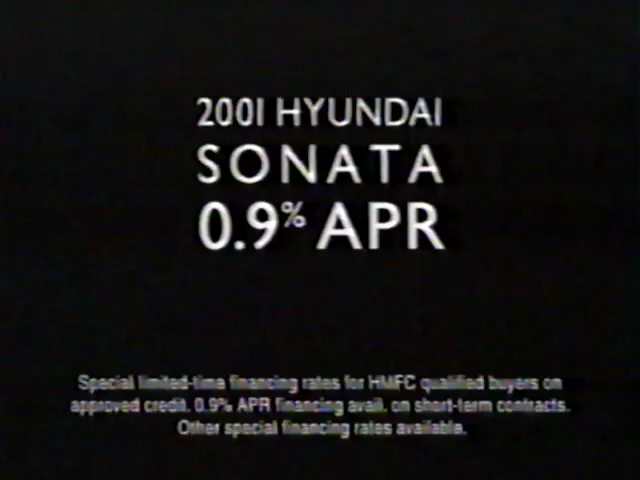 2001 HYUNDAI
SONATA
0.9% APR
Special limited-time financing rates for HMFC qualified buyers on
approved credit. 0.9% APR financing avail. on short-term contracts.
Other special financing rates available.